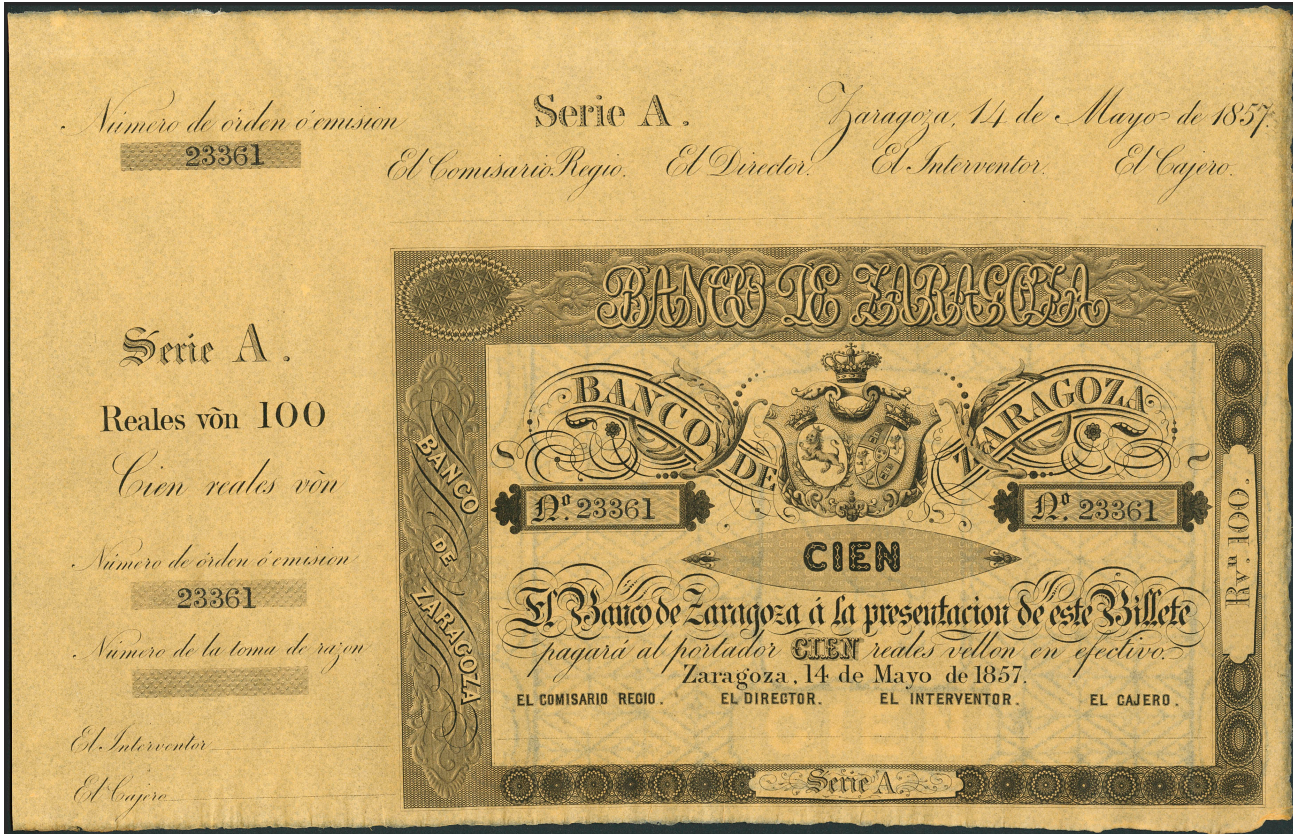 Número de órden ó emision
23361
Serie A.
Zaragoza, 14 de Mayo de 1857.
El Comisario Regio. El Director. El Interventor. El Cajero.
Serie A.
Reales vòn 100
Cien reales vòn
Número de órden ó emision
23361
Número de la toma de razon
El Interventor
El Cajero
BANCO DE ZARAGOZA
BANCO DE ZARAGOZA
BANCO DE ZARAGOZA
Nº. 23361 Nº. 23361
CIEN
El Banco de Zaragoza á la presentacion de este Billete
pagará al portador CIEN reales vellon en efectivo.
Zaragoza, 14 de Mayo de 1857.
EL COMISARIO REGIO. EL DIRECTOR. EL INTERVENTOR. EL CAJERO.
Serie A.
Rvn. 100.